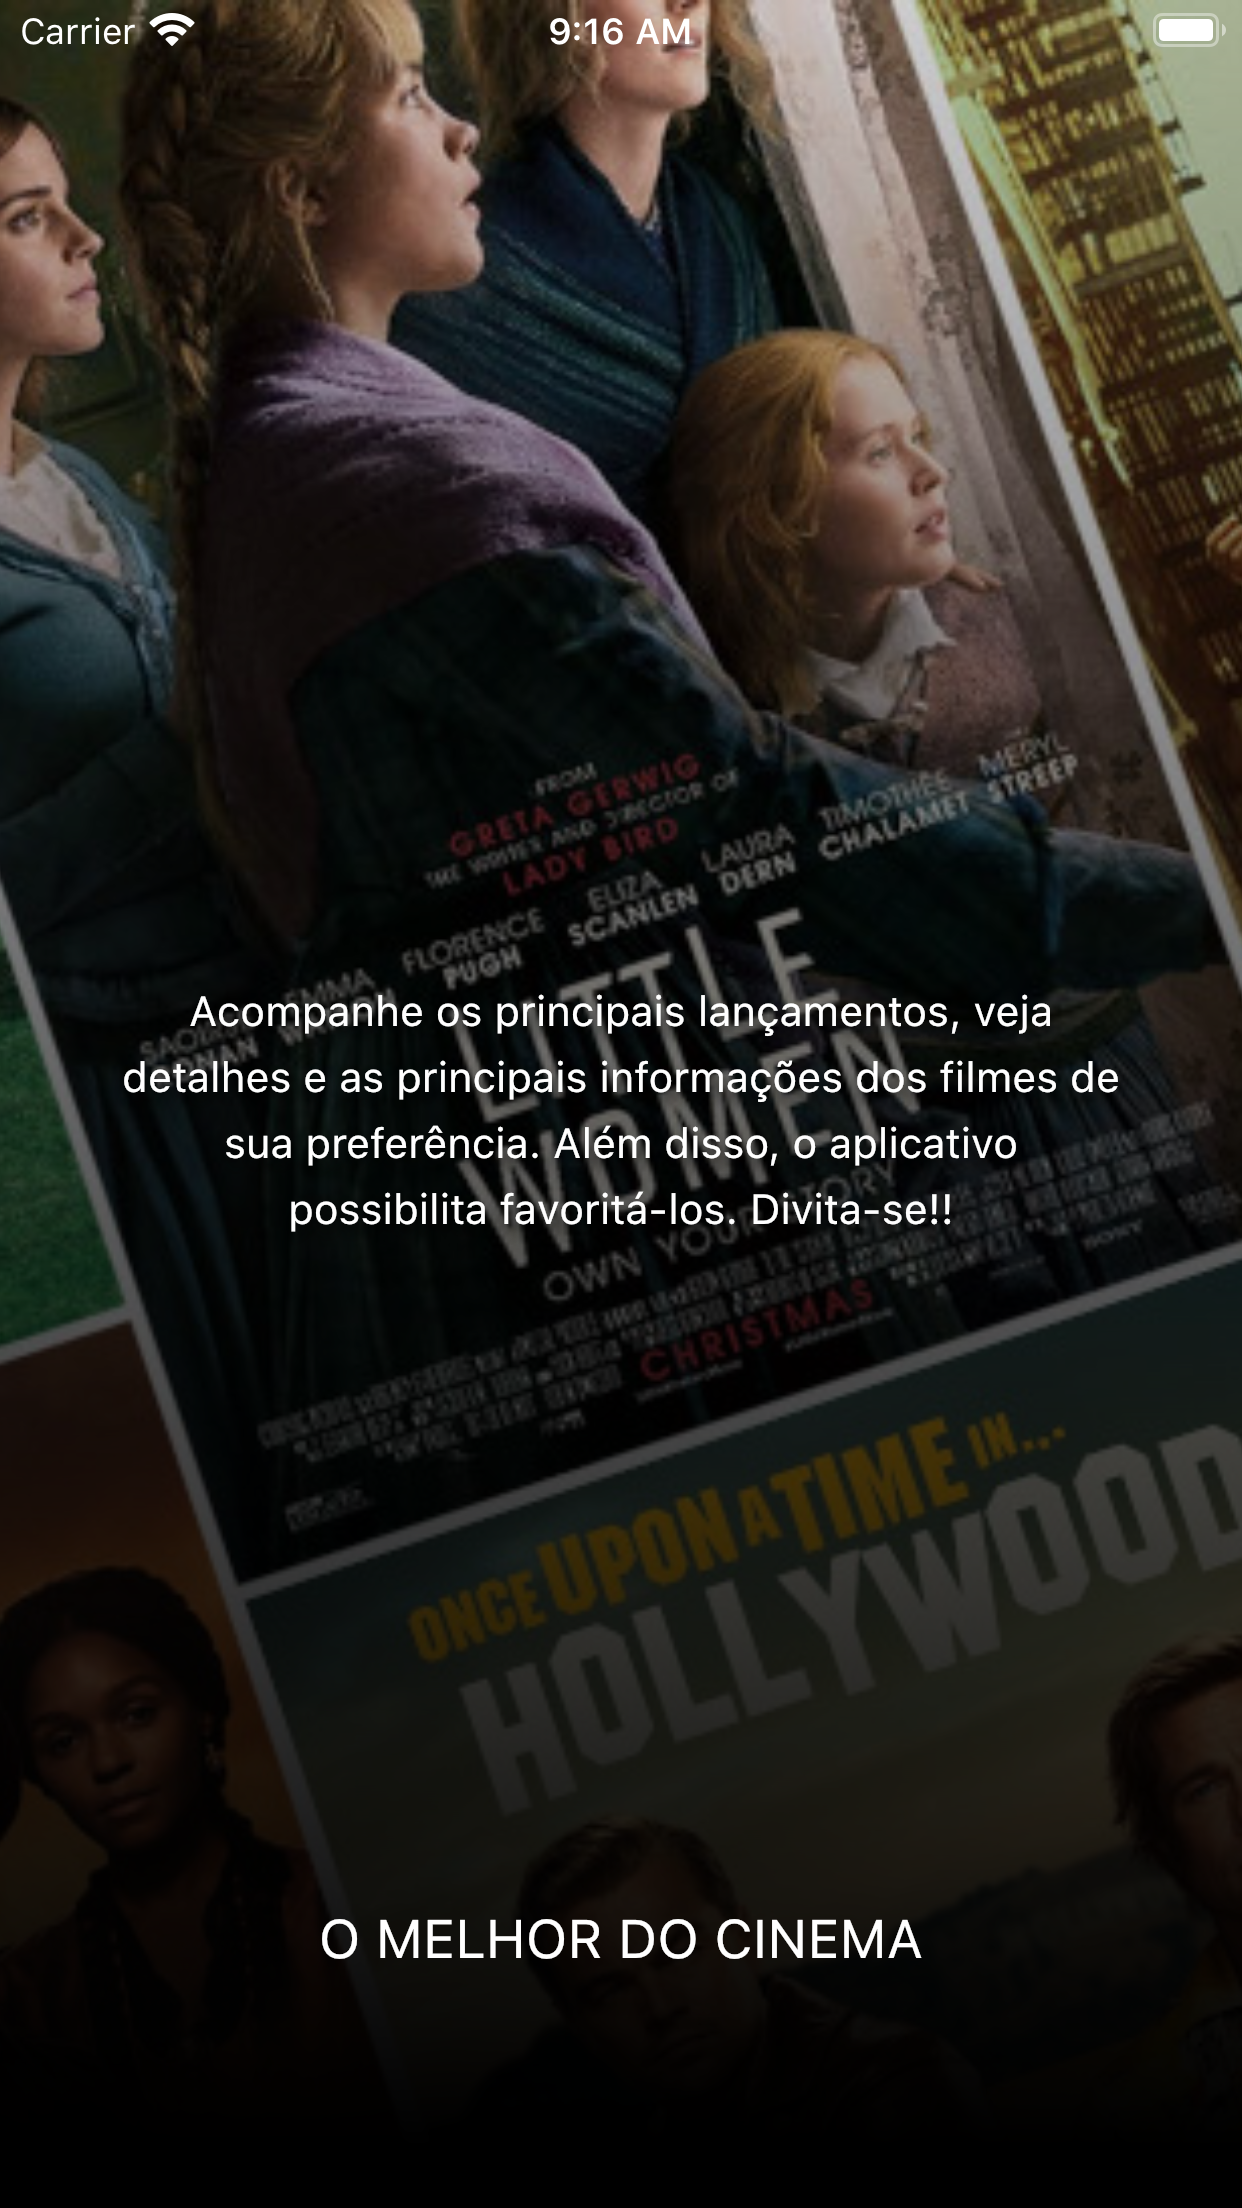 Carrier
9:16 AM
FROM
GRETA GERWIG
THE WRITER AND DIRECTOR OF
LADY BIRD
EMMA
FLORENCE PUGH
ELIZA SCANLEN
LAURA DERN
TIMOTHÉE CHALAMET
MERYL STREEP
LITTLE
WOMEN
OWN YOUR STORY
CHRISTMAS
Acompanhe os principais lançamentos, veja
detalhes e as principais informações dos filmes de
sua preferência. Além disso, o aplicativo
possibilita favoritá-los. Divita-se!!
ONCE UPON A TIME IN...
HOLLYWOOD
O MELHOR DO CINEMA